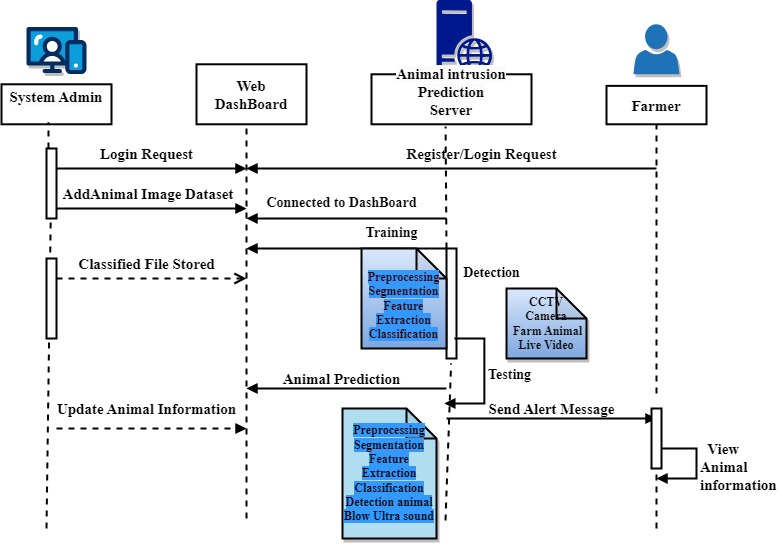 System Admin
Web
DashBoard
Animal intrusion
Prediction
Server
Farmer
Login Request
Register/Login Request
AddAnimal Image Dataset
Connected to DashBoard
Training
Classified File Stored
Preprocessing
Segmentation
Feature
Extraction
Classification
Detection
CCTV
Camera
Farm Animal
Live Video
Testing
Animal Prediction
Update Animal Information
Send Alert Message
Preprocessing
Segmentation
Feature
Extraction
Classification
Detection animal
Blow Ultra sound
View
Animal
information